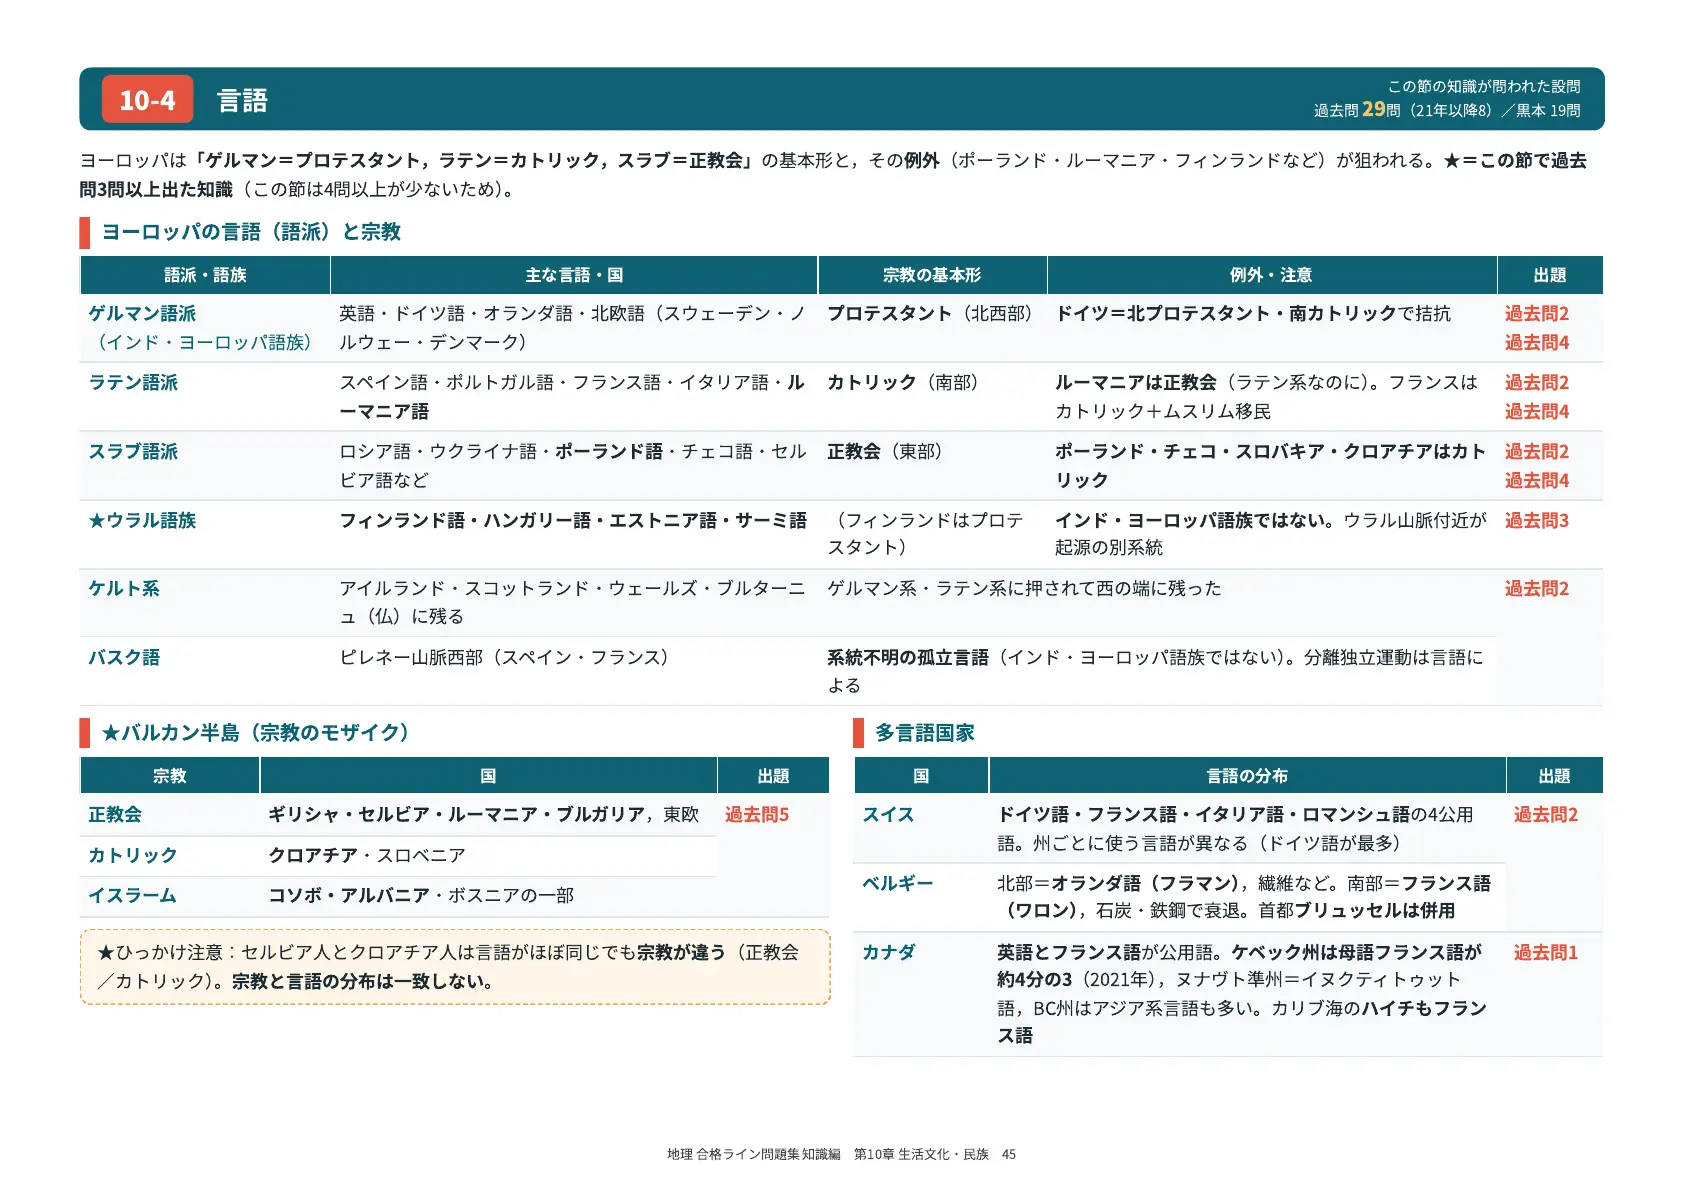 10-4 言語
この節の知識が問われた設問
過去問 29問（21年以降8）／黒本 19問
ヨーロッパは「ゲルマン＝プロテスタント，ラテン＝カトリック，スラブ＝正教会」の基本形と，その例外（ポーランド・ルーマニア・フィンランドなど）が狙われる。★＝この節で過去
問3問以上出た知識（この節は4問以上が少ないため）。
ヨーロッパの言語（語派）と宗教
語派・語族 主な言語・国 宗教の基本形 例外・注意 出題
ゲルマン語派 英語・ドイツ語・オランダ語・北欧語（スウェーデン・ノ プロテスタント（北西部） ドイツ＝北プロテスタント・南カトリックで拮抗 過去問2
（インド・ヨーロッパ語族） ルウェー・デンマーク） 過去問4
ラテン語派 スペイン語・ポルトガル語・フランス語・イタリア語・ル カトリック（南部） ルーマニアは正教会（ラテン系なのに）。フランスは 過去問2
ーマニア語 カトリック＋ムスリム移民 過去問4
スラブ語派 ロシア語・ウクライナ語・ポーランド語・チェコ語・セル 正教会（東部） ポーランド・チェコ・スロバキア・クロアチアはカト 過去問2
ビア語など リック 過去問4
★ウラル語族 フィンランド語・ハンガリー語・エストニア語・サーミ語 （フィンランドはプロテ インド・ヨーロッパ語族ではない。ウラル山脈付近が 過去問3
スタント） 起源の別系統
ケルト系 アイルランド・スコットランド・ウェールズ・ブルターニ ゲルマン系・ラテン系に押されて西の端に残った 過去問2
ュ（仏）に残る
バスク語 ピレネー山脈西部（スペイン・フランス） 系統不明の孤立言語（インド・ヨーロッパ語族ではない）。分離独立運動は言語に
よる
★バルカン半島（宗教のモザイク）
宗教 国 出題
正教会 ギリシャ・セルビア・ルーマニア・ブルガリア，東欧 過去問5
カトリック クロアチア・スロベニア
イスラーム コソボ・アルバニア・ボスニアの一部
★ひっかけ注意：セルビア人とクロアチア人は言語がほぼ同じでも宗教が違う（正教会
／カトリック）。宗教と言語の分布は一致しない。
多言語国家
国 言語の分布 出題
スイス ドイツ語・フランス語・イタリア語・ロマンシュ語の4公用 過去問2
語。州ごとに使う言語が異なる（ドイツ語が最多）
ベルギー 北部＝オランダ語（フラマン），繊維など。南部＝フランス語
（ワロン），石炭・鉄鋼で衰退。首都ブリュッセルは併用
カナダ 英語とフランス語が公用語。ケベック州は母語フランス語が 過去問1
約4分の3（2021年），ヌナヴト準州＝イヌクティトゥット
語，BC州はアジア系言語も多い。カリブ海のハイチもフラン
ス語
地理 合格ライン問題集 知識編 第10章 生活文化・民族 45